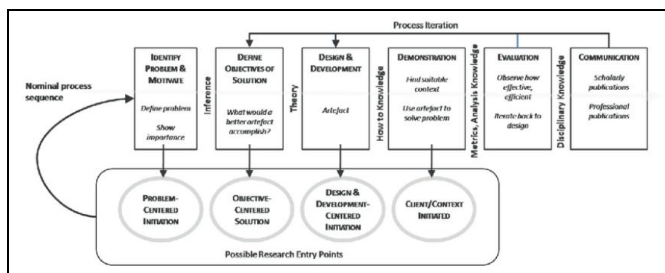 Process Iteration
Nominal process
sequence
IDENTIFY
PROBLEM &
MOTIVATE
Define problem
Show
importance
Inference
DEFINE
OBJECTIVES OF
SOLUTION
What would a
better artefact
accomplish?
Theory
DESIGN &
DEVELOPMENT
Artefact
How to Knowledge
DEMONSTRATION
Find suitable
context
Use artefact to
solve problem
Metrics, Analysis Knowledge
EVALUATION
Observe how
effective,
efficient
Iterate back to
design
Disciplinary Knowledge
COMMUNICATION
Scholarly
publications
Professional
publications
PROBLEM-
CENTERED
INITIATION
OBJECTIVE-
CENTERED
SOLUTION
DESIGN &
DEVELOPMENT-
CENTERED
INITIATION
CLIENT/CONTEXT
INITIATED
Possible Research Entry Points